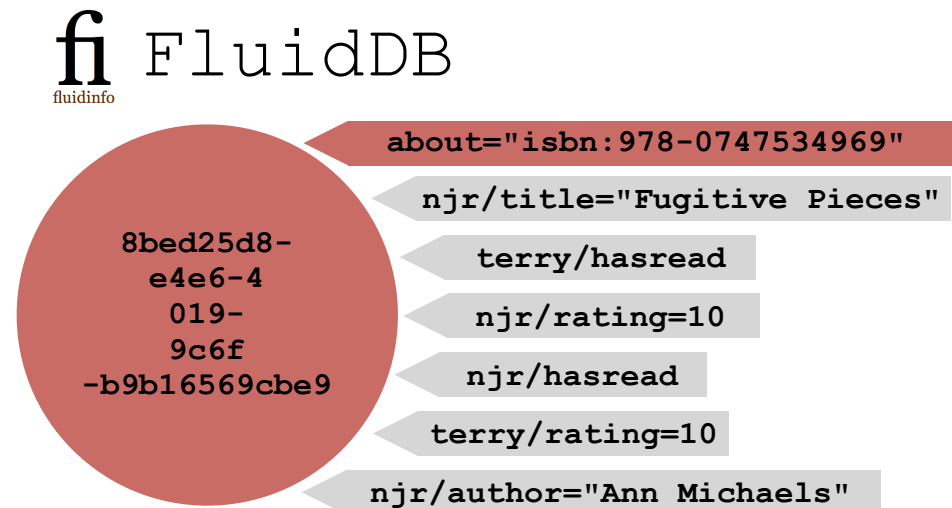 fi FluidDB
fluidinfo
about="isbn:978-0747534969"
njr/title="Fugitive Pieces"
terry/hasread
njr/rating=10
njr/hasread
terry/rating=10
njr/author="Ann Michaels"
8bed25d8-
e4e6-4
019-
9c6f
-b9b16569cbe9